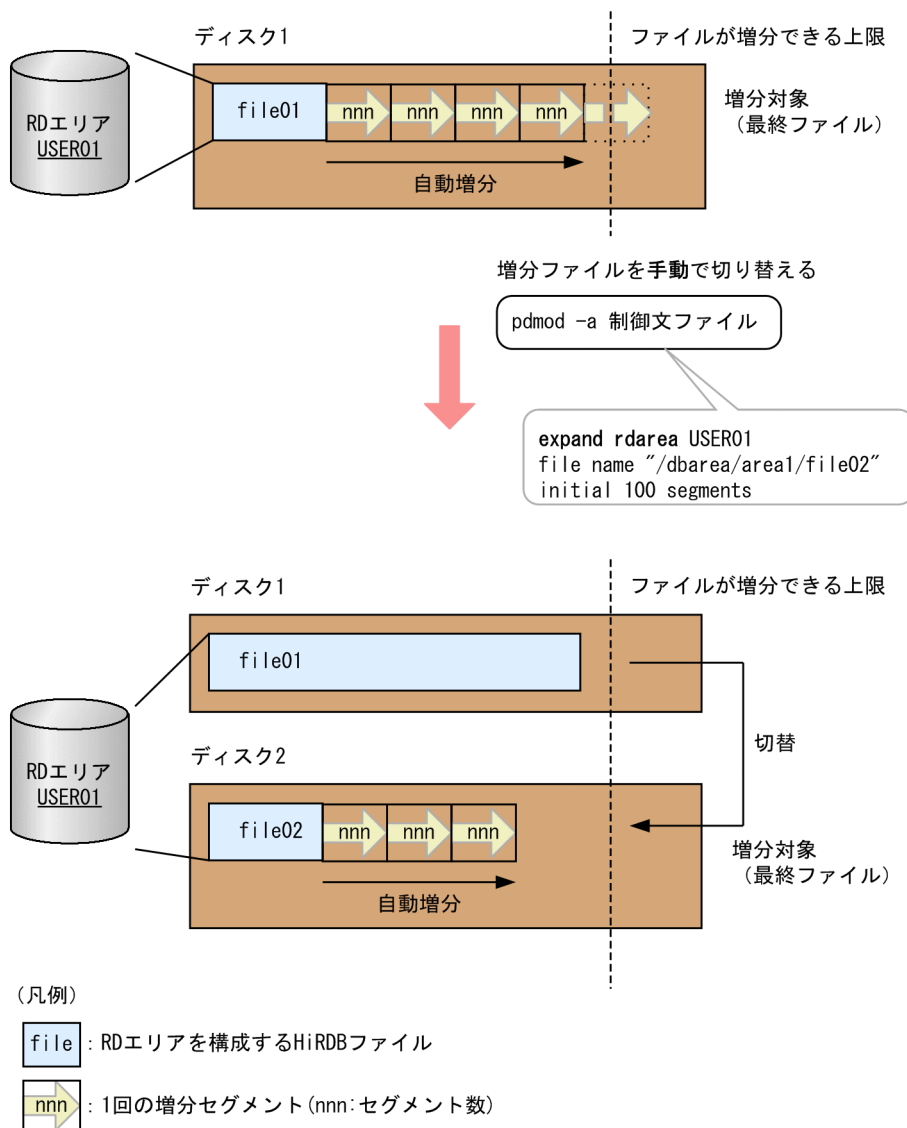 ディスク1
ファイルが増分できる上限
RDエリア
USER01
file01
nnn
nnn
nnn
nnn
増分対象
（最終ファイル）
自動増分
増分ファイルを手動で切り替える
pdmod -a 制御文ファイル
expand rdarea USER01
file name "/dbarea/area1/file02"
initial 100 segments
ディスク1
ファイルが増分できる上限
file01
切替
ディスク2
RDエリア
USER01
file02
nnn
nnn
nnn
増分対象
（最終ファイル）
自動増分
（凡例）
file : RDエリアを構成するHiRDBファイル
nnn : 1回の増分セグメント(nnn:セグメント数)